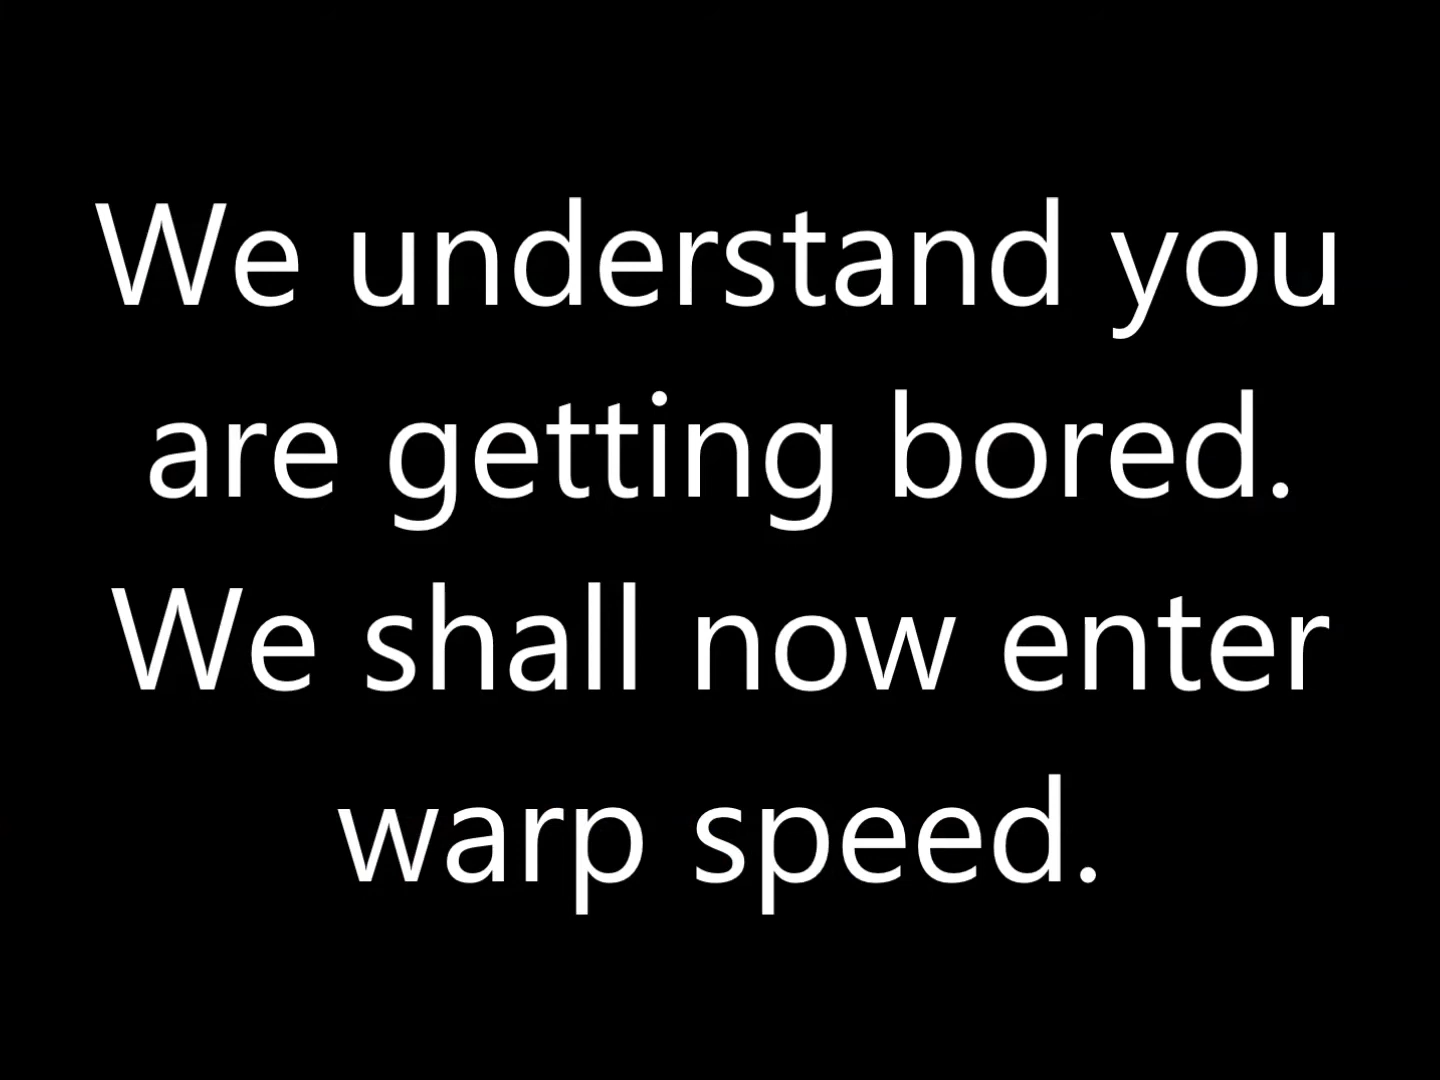 We understand you
are getting bored.
We shall now enter
warp speed.